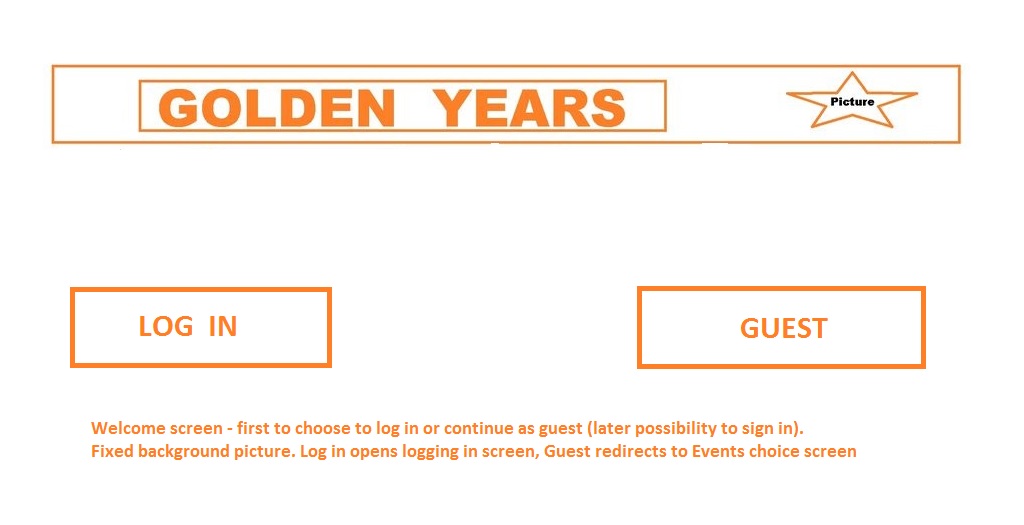 GOLDEN YEARS
Picture
LOG IN
GUEST
Welcome screen - first to choose to log in or continue as guest (later possibility to sign in).
Fixed background picture. Log in opens logging in screen, Guest redirects to Events choice screen